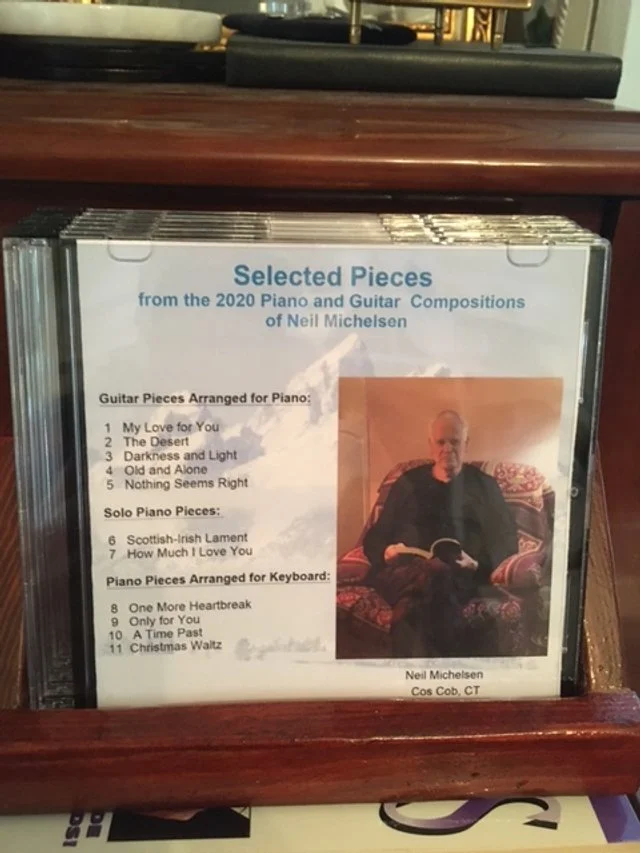 Selected Pieces
from the 2020 Piano and Guitar Compositions
of Neil Michelsen
Guitar Pieces Arranged for Piano:
1 My Love for You
2 The Desert
3 Darkness and Light
4 Old and Alone
5 Nothing Seems Right
Solo Piano Pieces:
6 Scottish-Irish Lament
7 How Much I Love You
Piano Pieces Arranged for Keyboard:
8 One More Heartbreak
9 Only for You
10 A Time Past
11 Christmas Waltz
Neil Michelsen
Cos Cob, CT
S